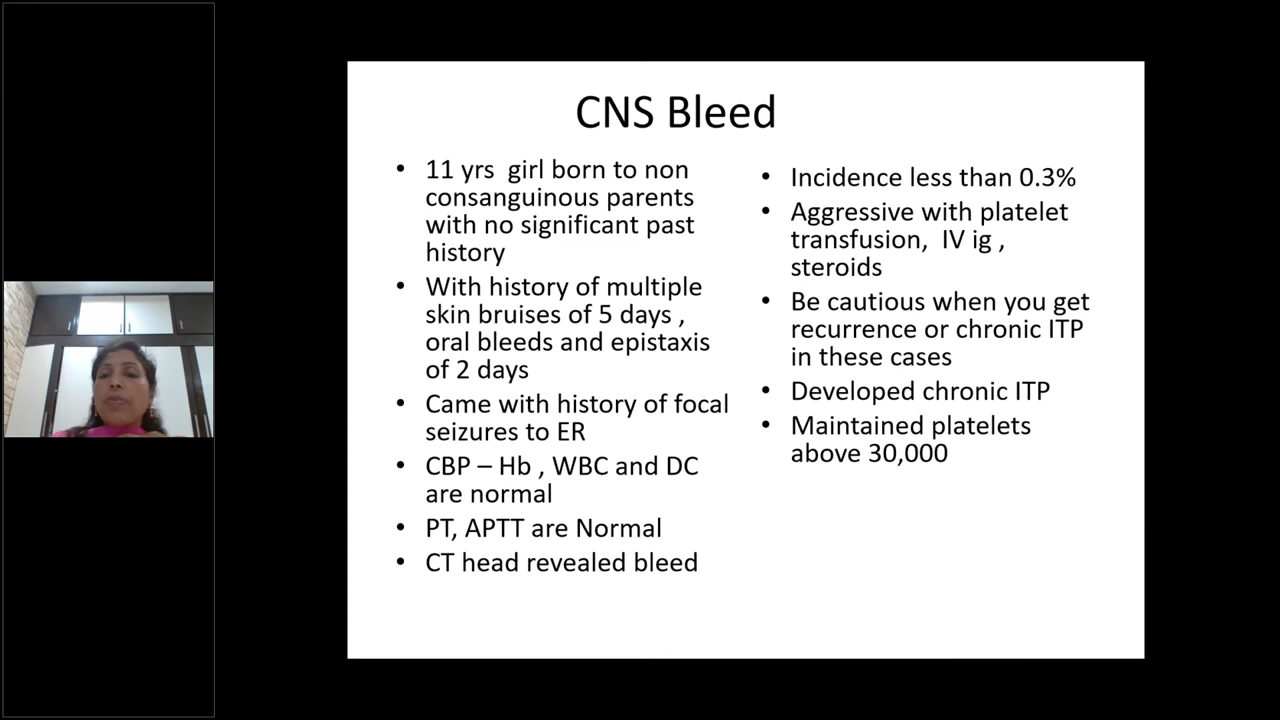 CNS Bleed
• 11 yrs girl born to non
consanguinous parents
with no significant past
history
• With history of multiple
skin bruises of 5 days ,
oral bleeds and epistaxis
of 2 days
• Came with history of focal
seizures to ER
• CBP – Hb , WBC and DC
are normal
• PT, APTT are Normal
• CT head revealed bleed
• Incidence less than 0.3%
• Aggressive with platelet
transfusion, IV ig ,
steroids
• Be cautious when you get
recurrence or chronic ITP
in these cases
• Developed chronic ITP
• Maintained platelets
above 30,000